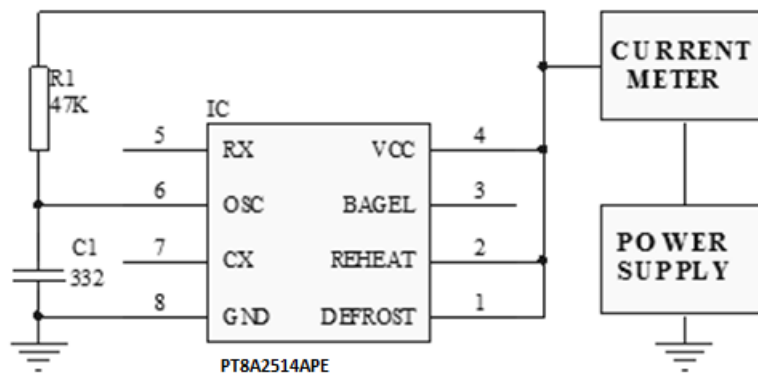 CURRENT
METER
R1
47K
IC
5
RX
VCC
4
6
OSC
BAGEL
3
C1
332
7
CX
REHEAT
2
POWER
SUPPLY
8
GND
DEFROST
1
PT8A2514APE